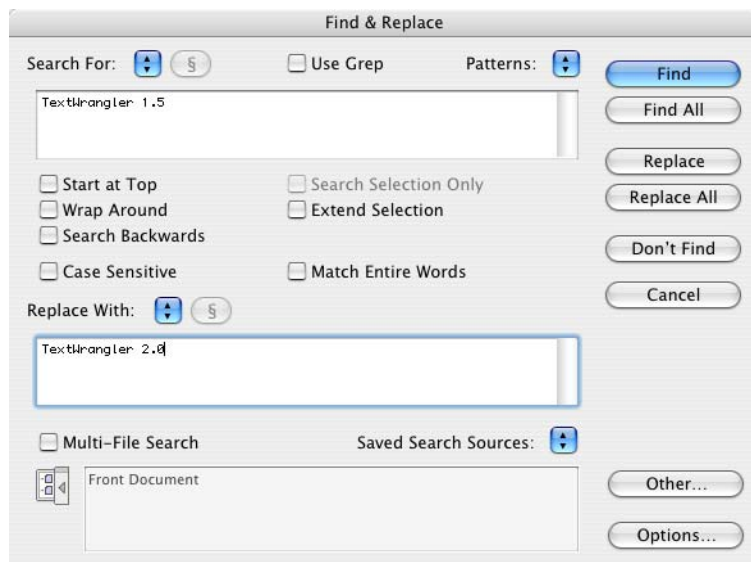 Find & Replace
Search For: § Use Grep Patterns:
Find
TextWrangler 1.5
Find All
Replace
Start at Top Search Selection Only
Replace All
Wrap Around Extend Selection
Search Backwards
Don't Find
Case Sensitive Match Entire Words
Cancel
Replace With: §
TextWrangler 2.0
Multi-File Search Saved Search Sources:
Front Document
Other...
Options...